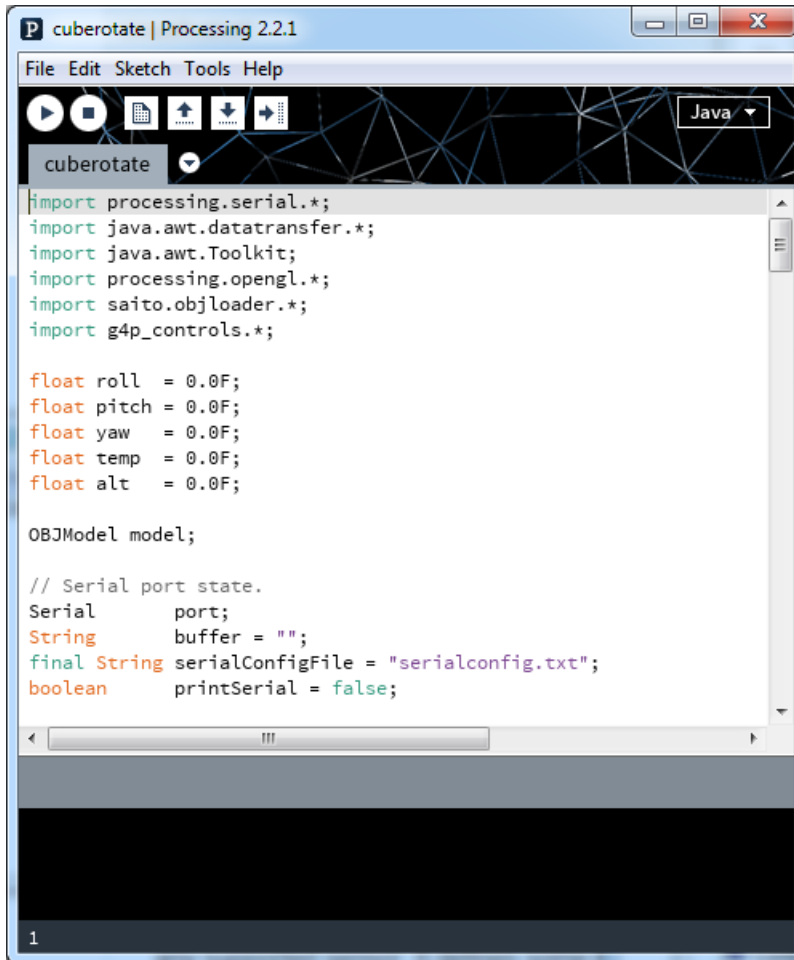 cuberotate | Processing 2.2.1
File Edit Sketch Tools Help
Java
cuberotate
import processing.serial.*;
import java.awt.datatransfer.*;
import java.awt.Toolkit;
import processing.opengl.*;
import saito.objloader.*;
import g4p_controls.*;

float roll  = 0.0F;
float pitch = 0.0F;
float yaw   = 0.0F;
float temp  = 0.0F;
float alt   = 0.0F;

OBJModel model;

// Serial port state.
Serial       port;
String       buffer = "";
final String serialConfigFile = "serialconfig.txt";
boolean      printSerial = false;
1